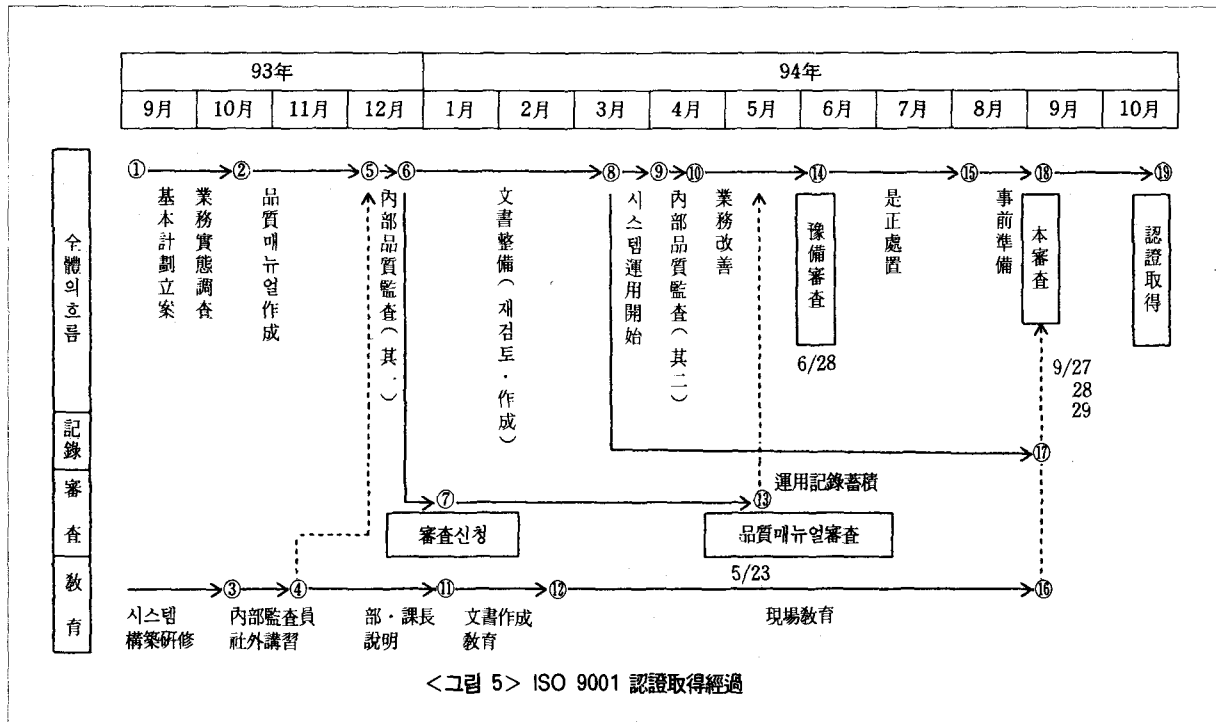 93年
94年
9月 10月 11月 12月 1月 2月 3月 4月 5月 6月 7月 8月 9月 10月
全體의흐름
① ② ⑤ ⑥ ⑧ ⑨ ⑩ ⑭ ⑮ ⑱ ⑲
基本計劃立案
業務實態調査
品質매뉴얼作成
內部品質監査(其一)
文書整備(재검토·作成)
시스템運用開始
內部品質監査(其二)
業務改善
豫備審査
6/28
是正處置
事前準備
本審査
9/27
28
29
認證取得
記錄
⑰
運用記錄蓄積
審査
⑦ ⑬
審査신청
品質매뉴얼審査
5/23
敎育
③ ④ ⑪ ⑫ ⑯
시스템
構築硏修
內部監査員
社外講習
部·課長
說明
文書作成
敎育
現場敎育
<그림 5> ISO 9001 認證取得經過